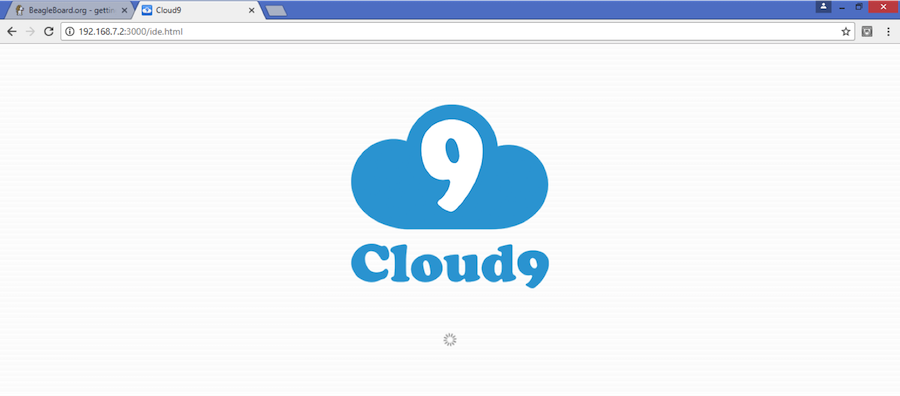 BeagleBoard.org - gettin
Cloud9
192.168.7.2:3000/ide.html
9
Cloud9